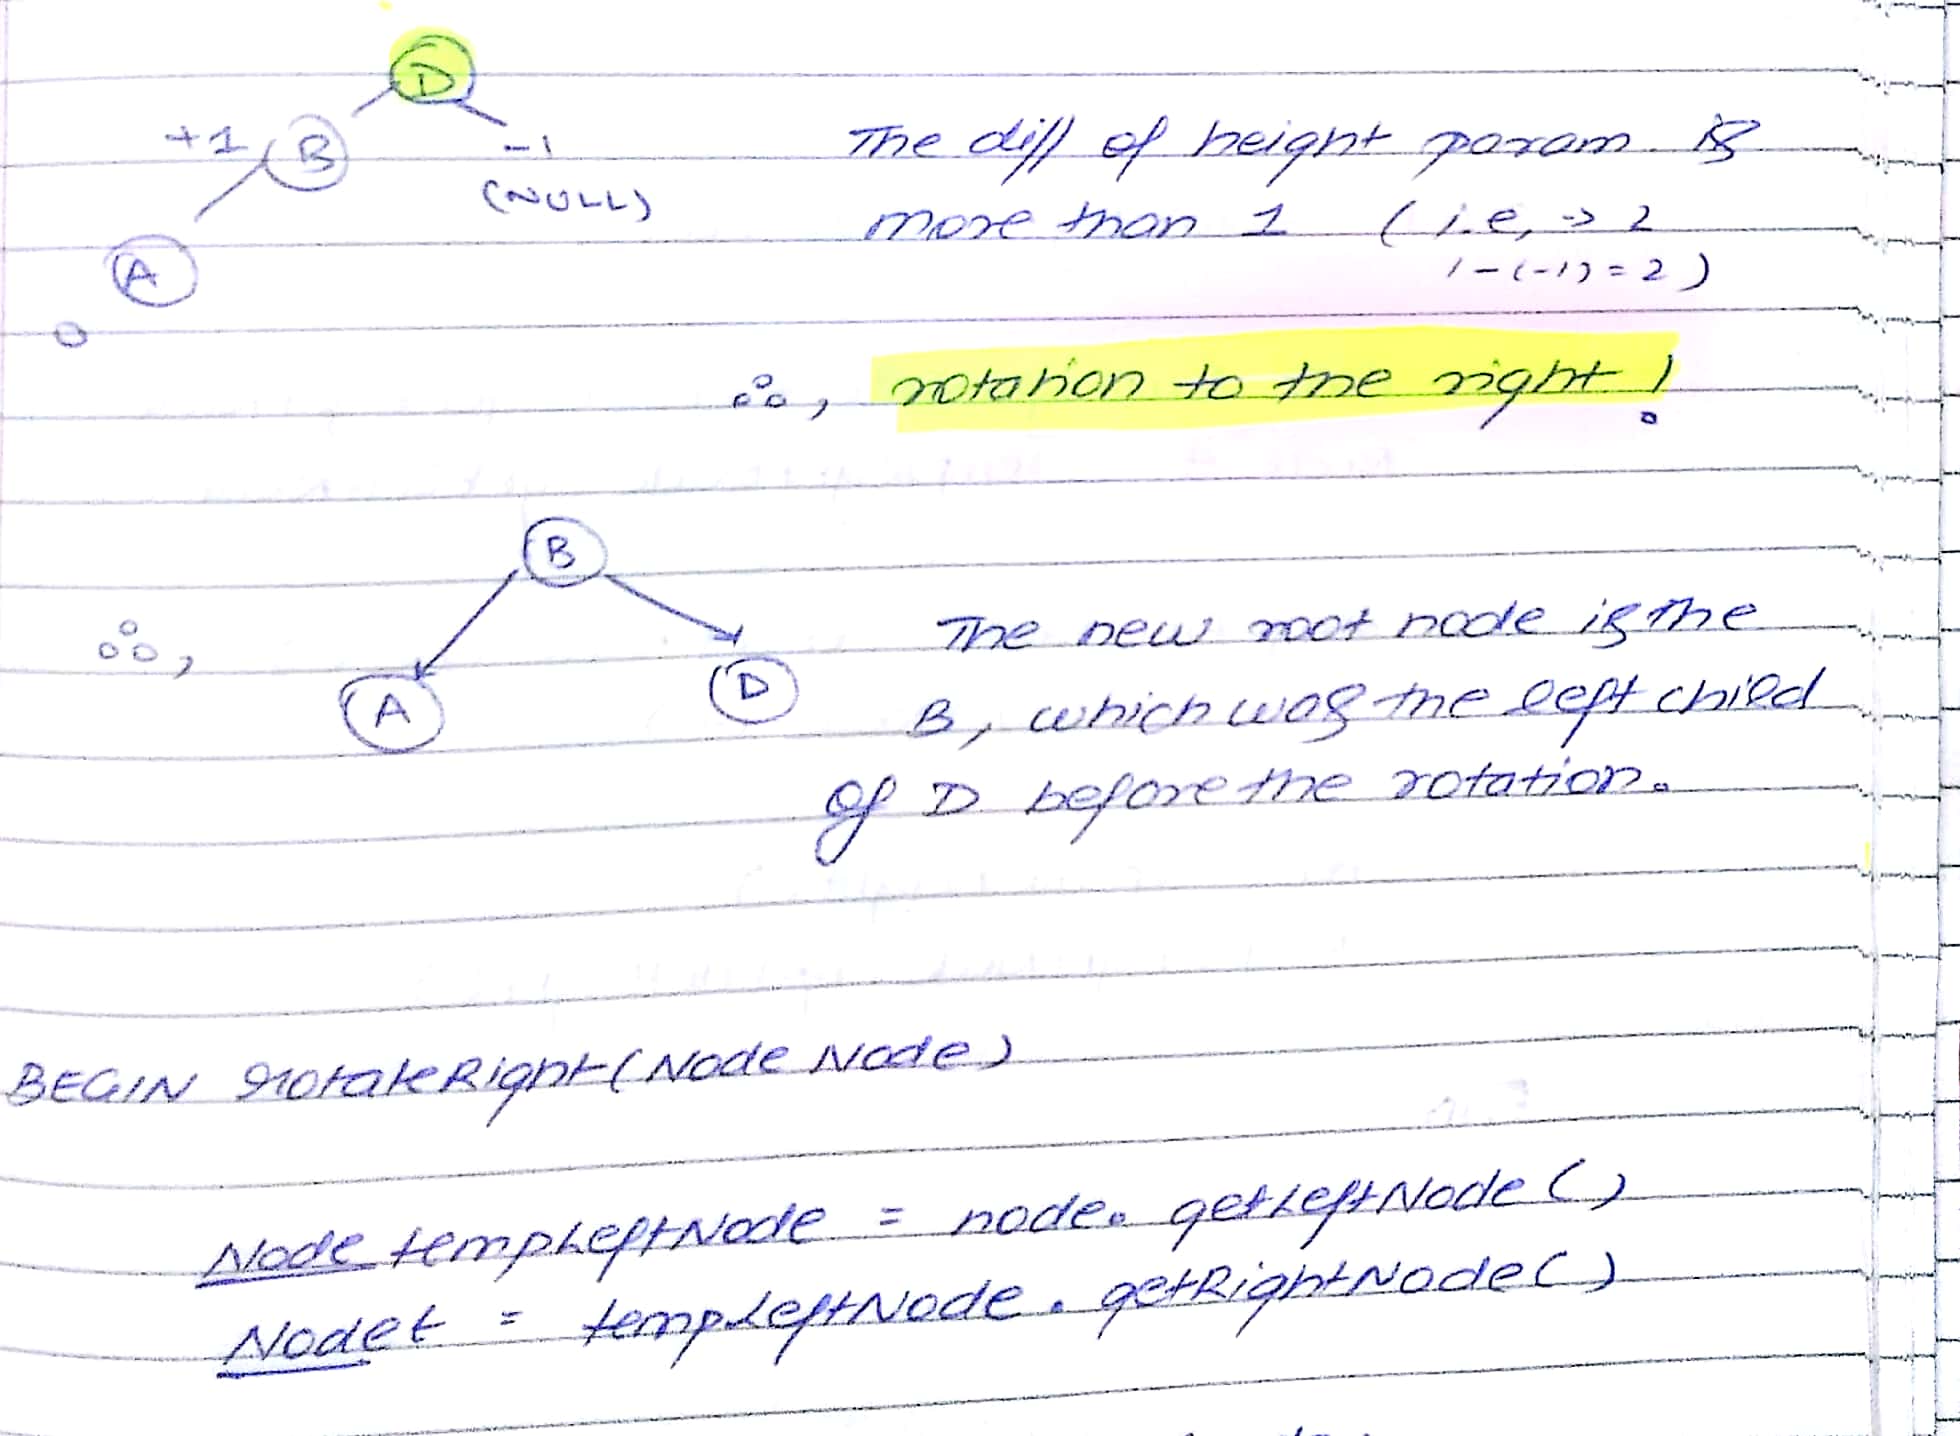 D
+1 B -1
(NULL)
A
0
The diff of height param. is
more than 1 (i.e, → 2
1-(-1)=2)
∴, rotation to the right!
B
∴, A D
The new root node is the
B, which was the left child
of D before the rotation.
BEGIN rotateRight(Node Node)
Node tempLeftNode = node. getLeftNode()
Node t = tempLeftNode. getRightNode()